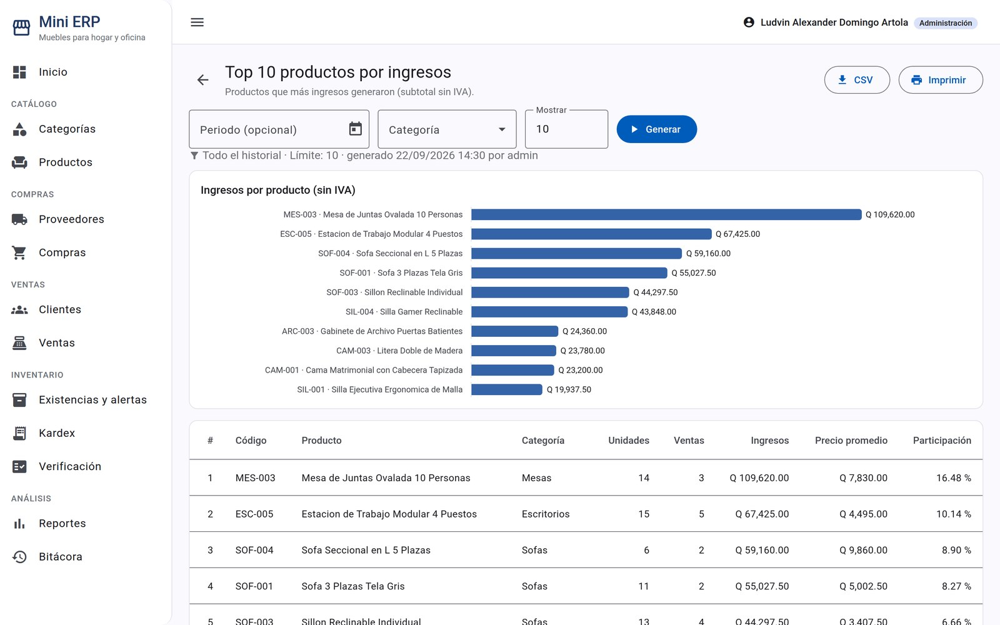 Mini ERP
Muebles para hogar y oficina
Inicio
CATÁLOGO
Categorías
Productos
COMPRAS
Proveedores
Compras
VENTAS
Clientes
Ventas
INVENTARIO
Existencias y alertas
Kardex
Verificación
ANÁLISIS
Reportes
Bitácora
Ludvin Alexander Domingo Artola Administración
Top 10 productos por ingresos
Productos que más ingresos generaron (subtotal sin IVA).
CSV Imprimir
Periodo (opcional) Categoría Mostrar 10 Generar
Todo el historial · Límite: 10 · generado 22/09/2026 14:30 por admin
Ingresos por producto (sin IVA)
MES-003 · Mesa de Juntas Ovalada 10 Personas Q 109,620.00
ESC-005 · Estacion de Trabajo Modular 4 Puestos Q 67,425.00
SOF-004 · Sofa Seccional en L 5 Plazas Q 59,160.00
SOF-001 · Sofa 3 Plazas Tela Gris Q 55,027.50
SOF-003 · Sillon Reclinable Individual Q 44,297.50
SIL-004 · Silla Gamer Reclinable Q 43,848.00
ARC-003 · Gabinete de Archivo Puertas Batientes Q 24,360.00
CAM-003 · Litera Doble de Madera Q 23,780.00
CAM-001 · Cama Matrimonial con Cabecera Tapizada Q 23,200.00
SIL-001 · Silla Ejecutiva Ergonomica de Malla Q 19,937.50
# Código Producto Categoría Unidades Ventas Ingresos Precio promedio Participación
1 MES-003 Mesa de Juntas Ovalada 10 Personas Mesas 14 3 Q 109,620.00 Q 7,830.00 16.48 %
2 ESC-005 Estacion de Trabajo Modular 4 Puestos Escritorios 15 5 Q 67,425.00 Q 4,495.00 10.14 %
3 SOF-004 Sofa Seccional en L 5 Plazas Sofas 6 2 Q 59,160.00 Q 9,860.00 8.90 %
4 SOF-001 Sofa 3 Plazas Tela Gris Sofas 11 2 Q 55,027.50 Q 5,002.50 8.27 %
5 SOF-003 Sillon Reclinable Individual Sofas 13 4 Q 44,297.50 Q 3,407.50 6.66 %